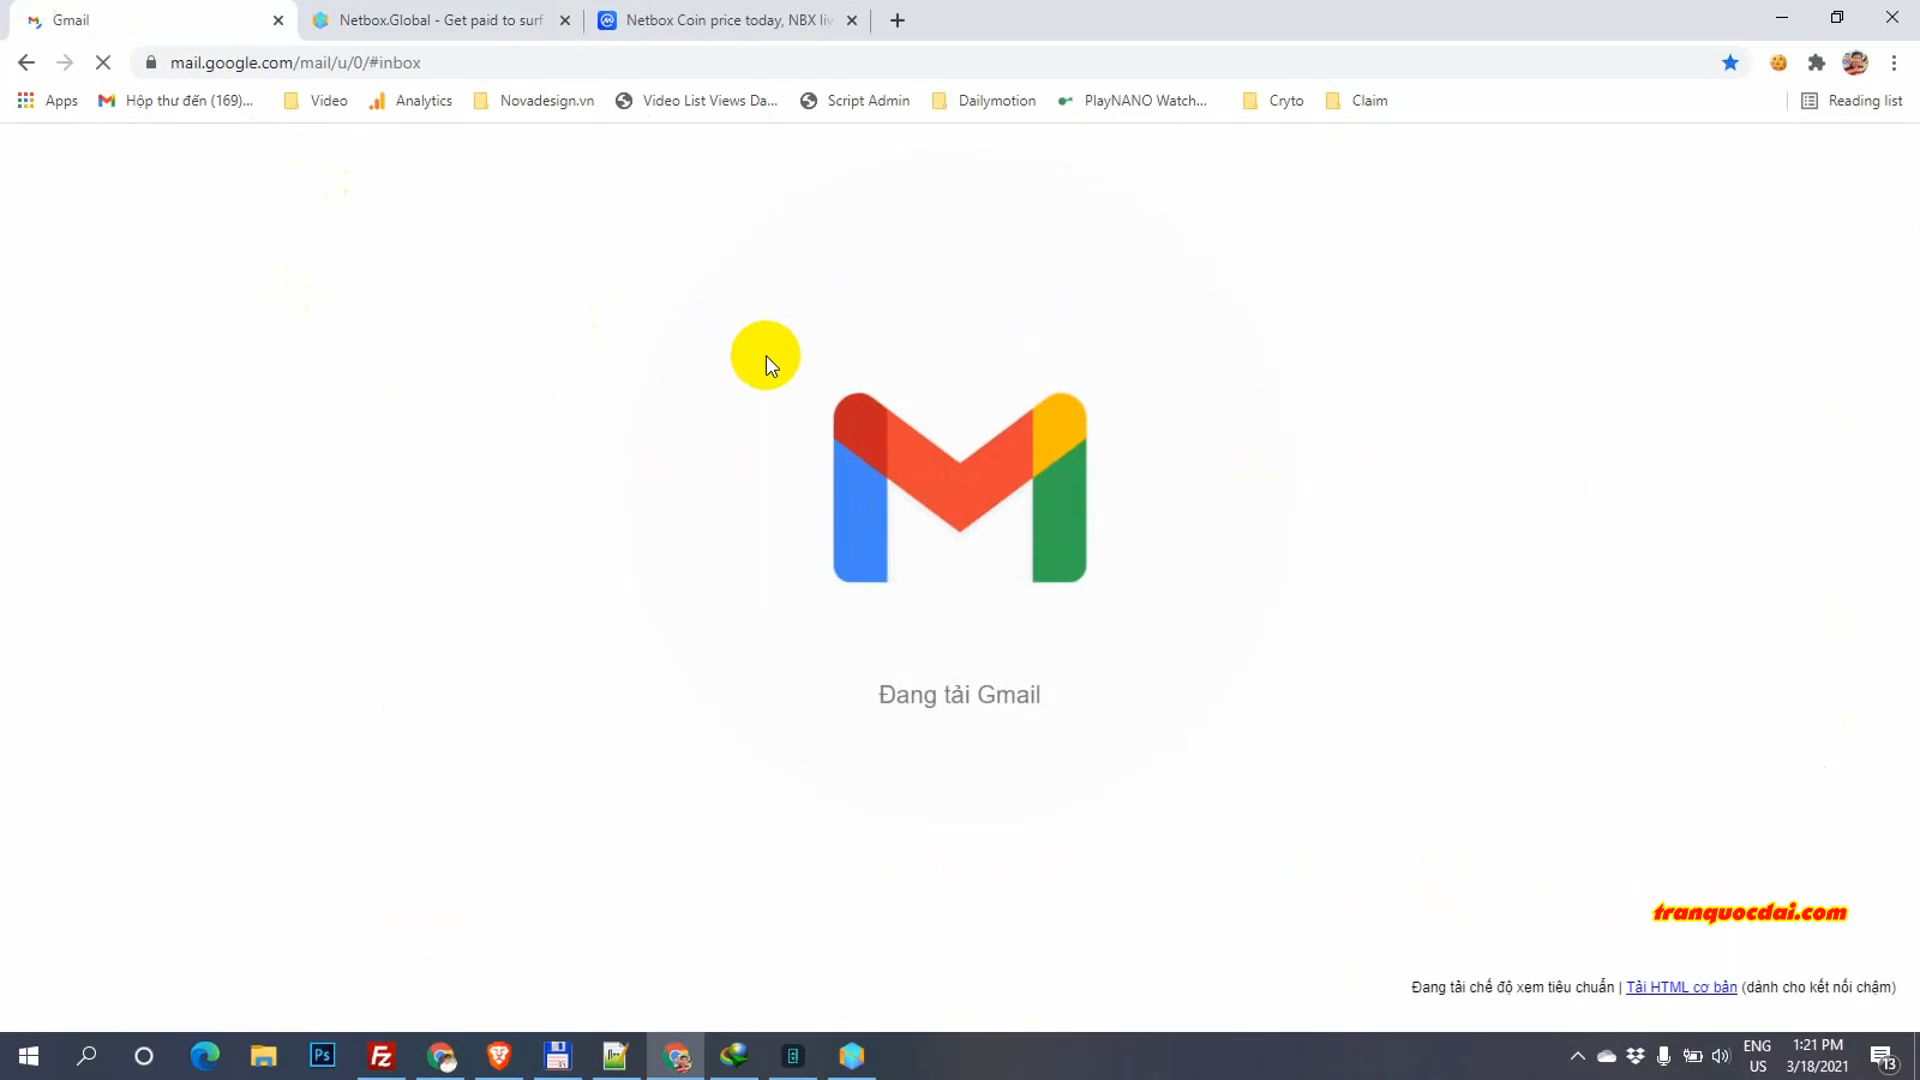 Gmail
Netbox.Global - Get paid to surf
Netbox Coin price today, NBX liv
mail.google.com/mail/u/0/#inbox
Apps
Hộp thư đến (169)...
Video
Analytics
Novadesign.vn
Video List Views Da...
Script Admin
Dailymotion
PlayNANO Watch...
Cryto
Claim
Reading list
Đang tải Gmail
tranquocdai.com
Đang tải chế độ xem tiêu chuẩn | Tải HTML cơ bản (dành cho kết nối chậm)
Ps
Fz
ENG
US
1:21 PM
3/18/2021
13